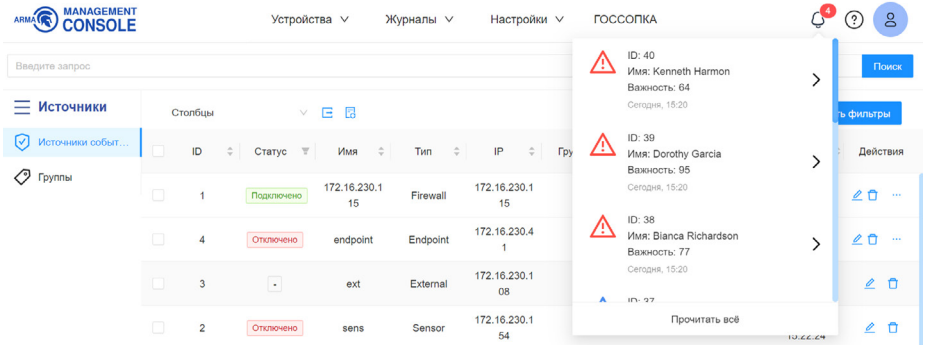 ARMA MANAGEMENT CONSOLE
Устройства Журналы Настройки ГОССОПКА 4
Введите запрос Поиск
Источники
Источники событ...
Группы
Столбцы фильтры
ID Статус Имя Тип IP Гру Действия
1 Подключено 172.16.230.1 15 Firewall 172.16.230.1 15 ...
4 Отключено endpoint Endpoint 172.16.230.4 1 ...
3 - ext External 172.16.230.1 08
2 Отключено sens Sensor 172.16.230.1 54 15:22:24
ID: 40
Имя: Kenneth Harmon
Важность: 64
Сегодня, 15:20
ID: 39
Имя: Dorothy Garcia
Важность: 95
Сегодня, 15:20
ID: 38
Имя: Bianca Richardson
Важность: 77
Сегодня, 15:20
ID: 37
Прочитать всё